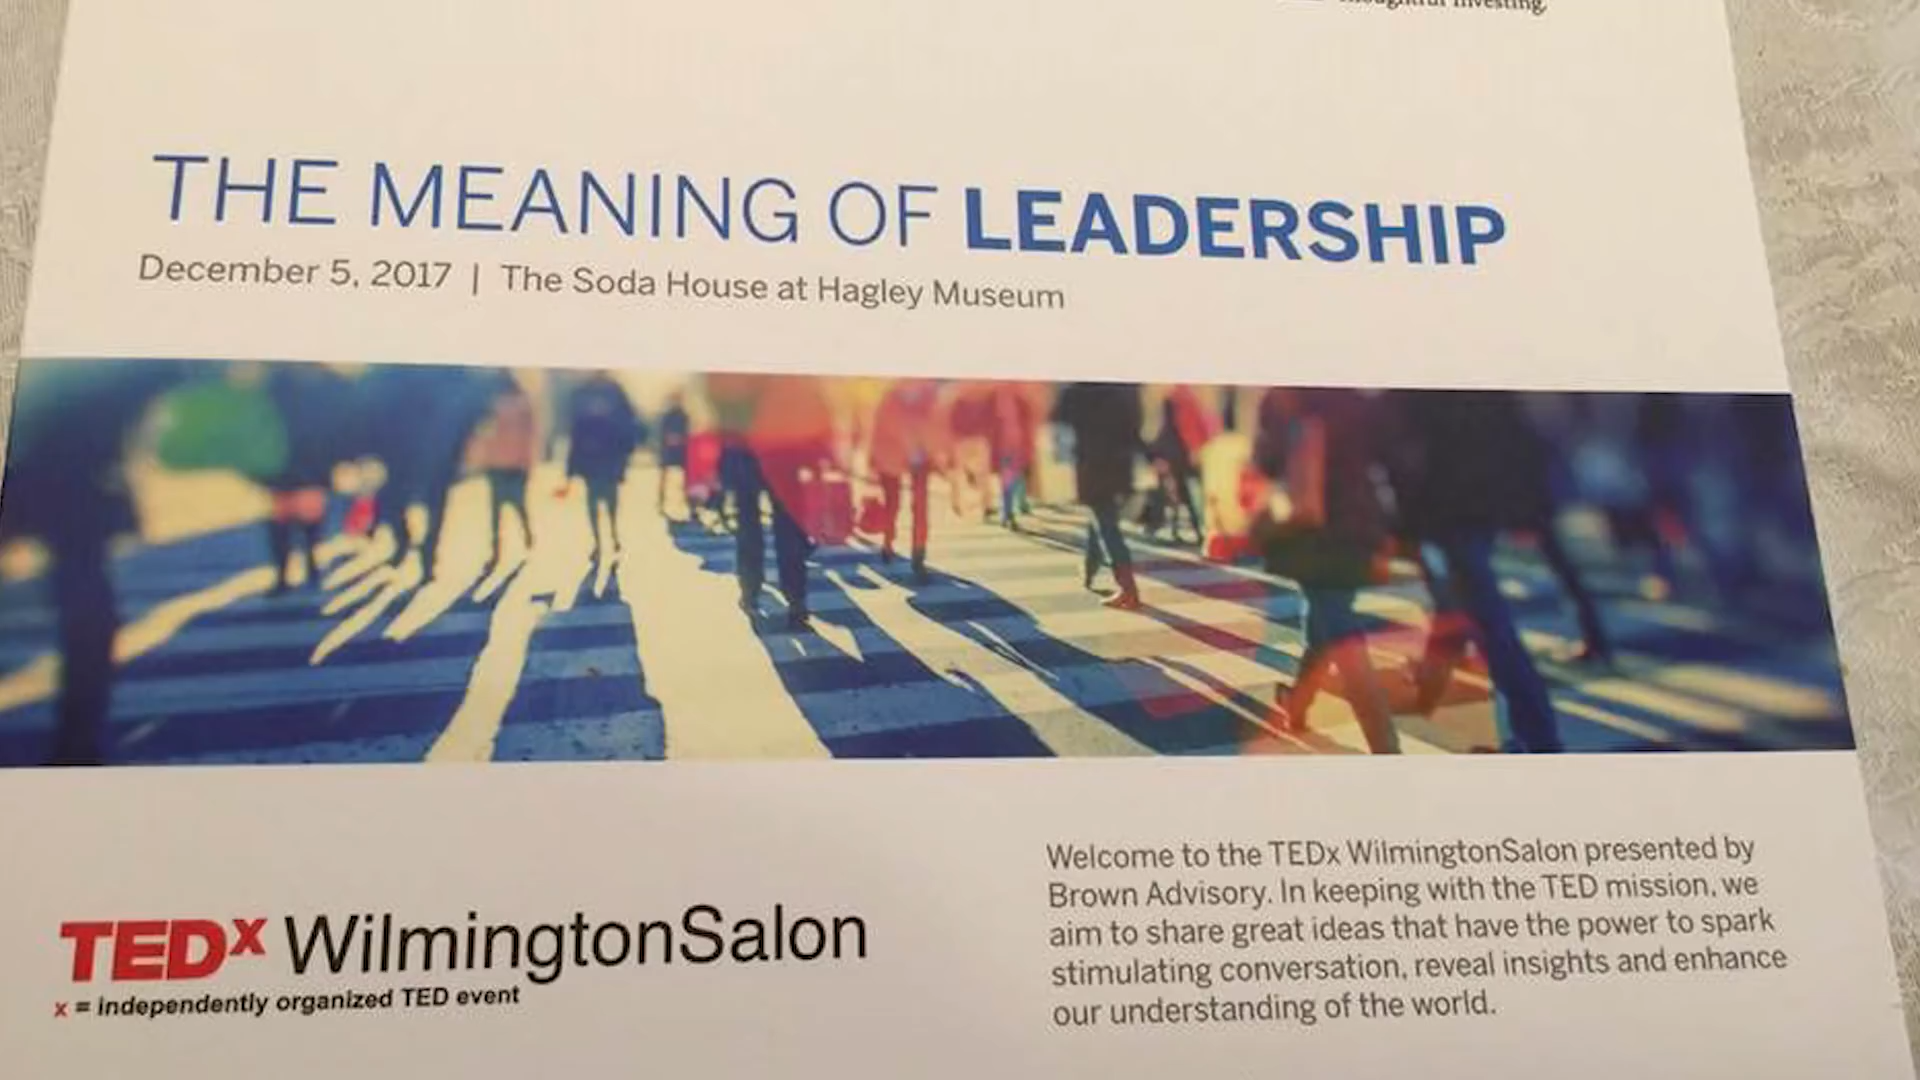 Investing.
THE MEANING OF LEADERSHIP
December 5, 2017 | The Soda House at Hagley Museum
TEDx WilmingtonSalon
x = independently organized TED event
Welcome to the TEDx WilmingtonSalon presented by
Brown Advisory. In keeping with the TED mission, we
aim to share great ideas that have the power to spark
stimulating conversation, reveal insights and enhance
our understanding of the world.